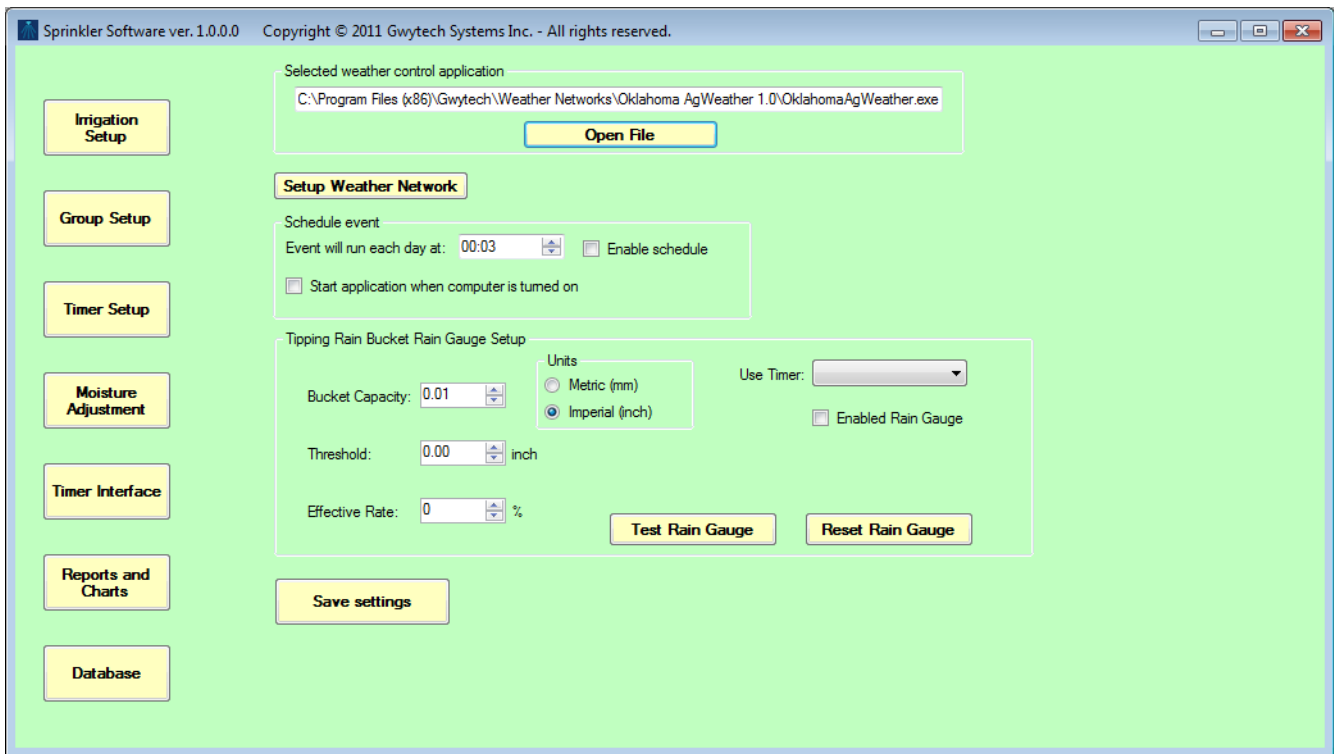 Sprinkler Software ver. 1.0.0.0 Copyright © 2011 Gwytech Systems Inc. - All rights reserved.
Irrigation
Setup
Group Setup
Timer Setup
Moisture
Adjustment
Timer Interface
Reports and
Charts
Database
Selected weather control application
C:\Program Files (x86)\Gwytech\Weather Networks\Oklahoma AgWeather 1.0\OklahomaAgWeather.exe
Open File
Setup Weather Network
Schedule event
Event will run each day at: 00:03 Enable schedule
Start application when computer is turned on
Tipping Rain Bucket Rain Gauge Setup
Bucket Capacity: 0.01
Units
Metric (mm)
Imperial (inch)
Use Timer:
Enabled Rain Gauge
Threshold: 0.00 inch
Effective Rate: 0 %
Test Rain Gauge Reset Rain Gauge
Save settings